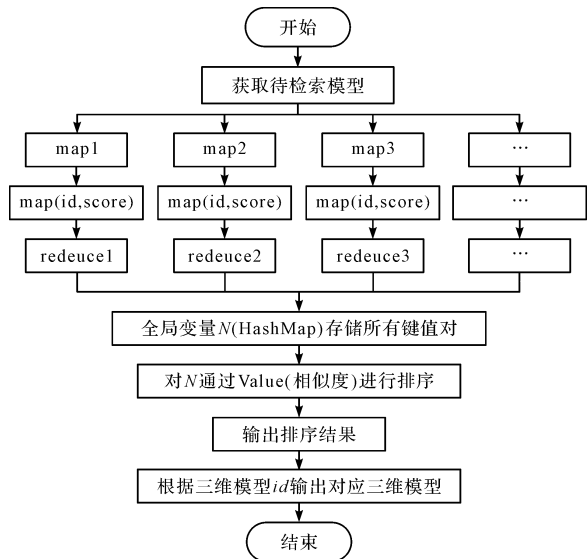 开始
获取待检索模型
map1 map2 map3 …
map(id,score) map(id,score) map(id,score) …
redeuce1 redeuce2 redeuce3 …
全局变量N(HashMap)存储所有键值对
对N通过Value(相似度)进行排序
输出排序结果
根据三维模型id输出对应三维模型
结束